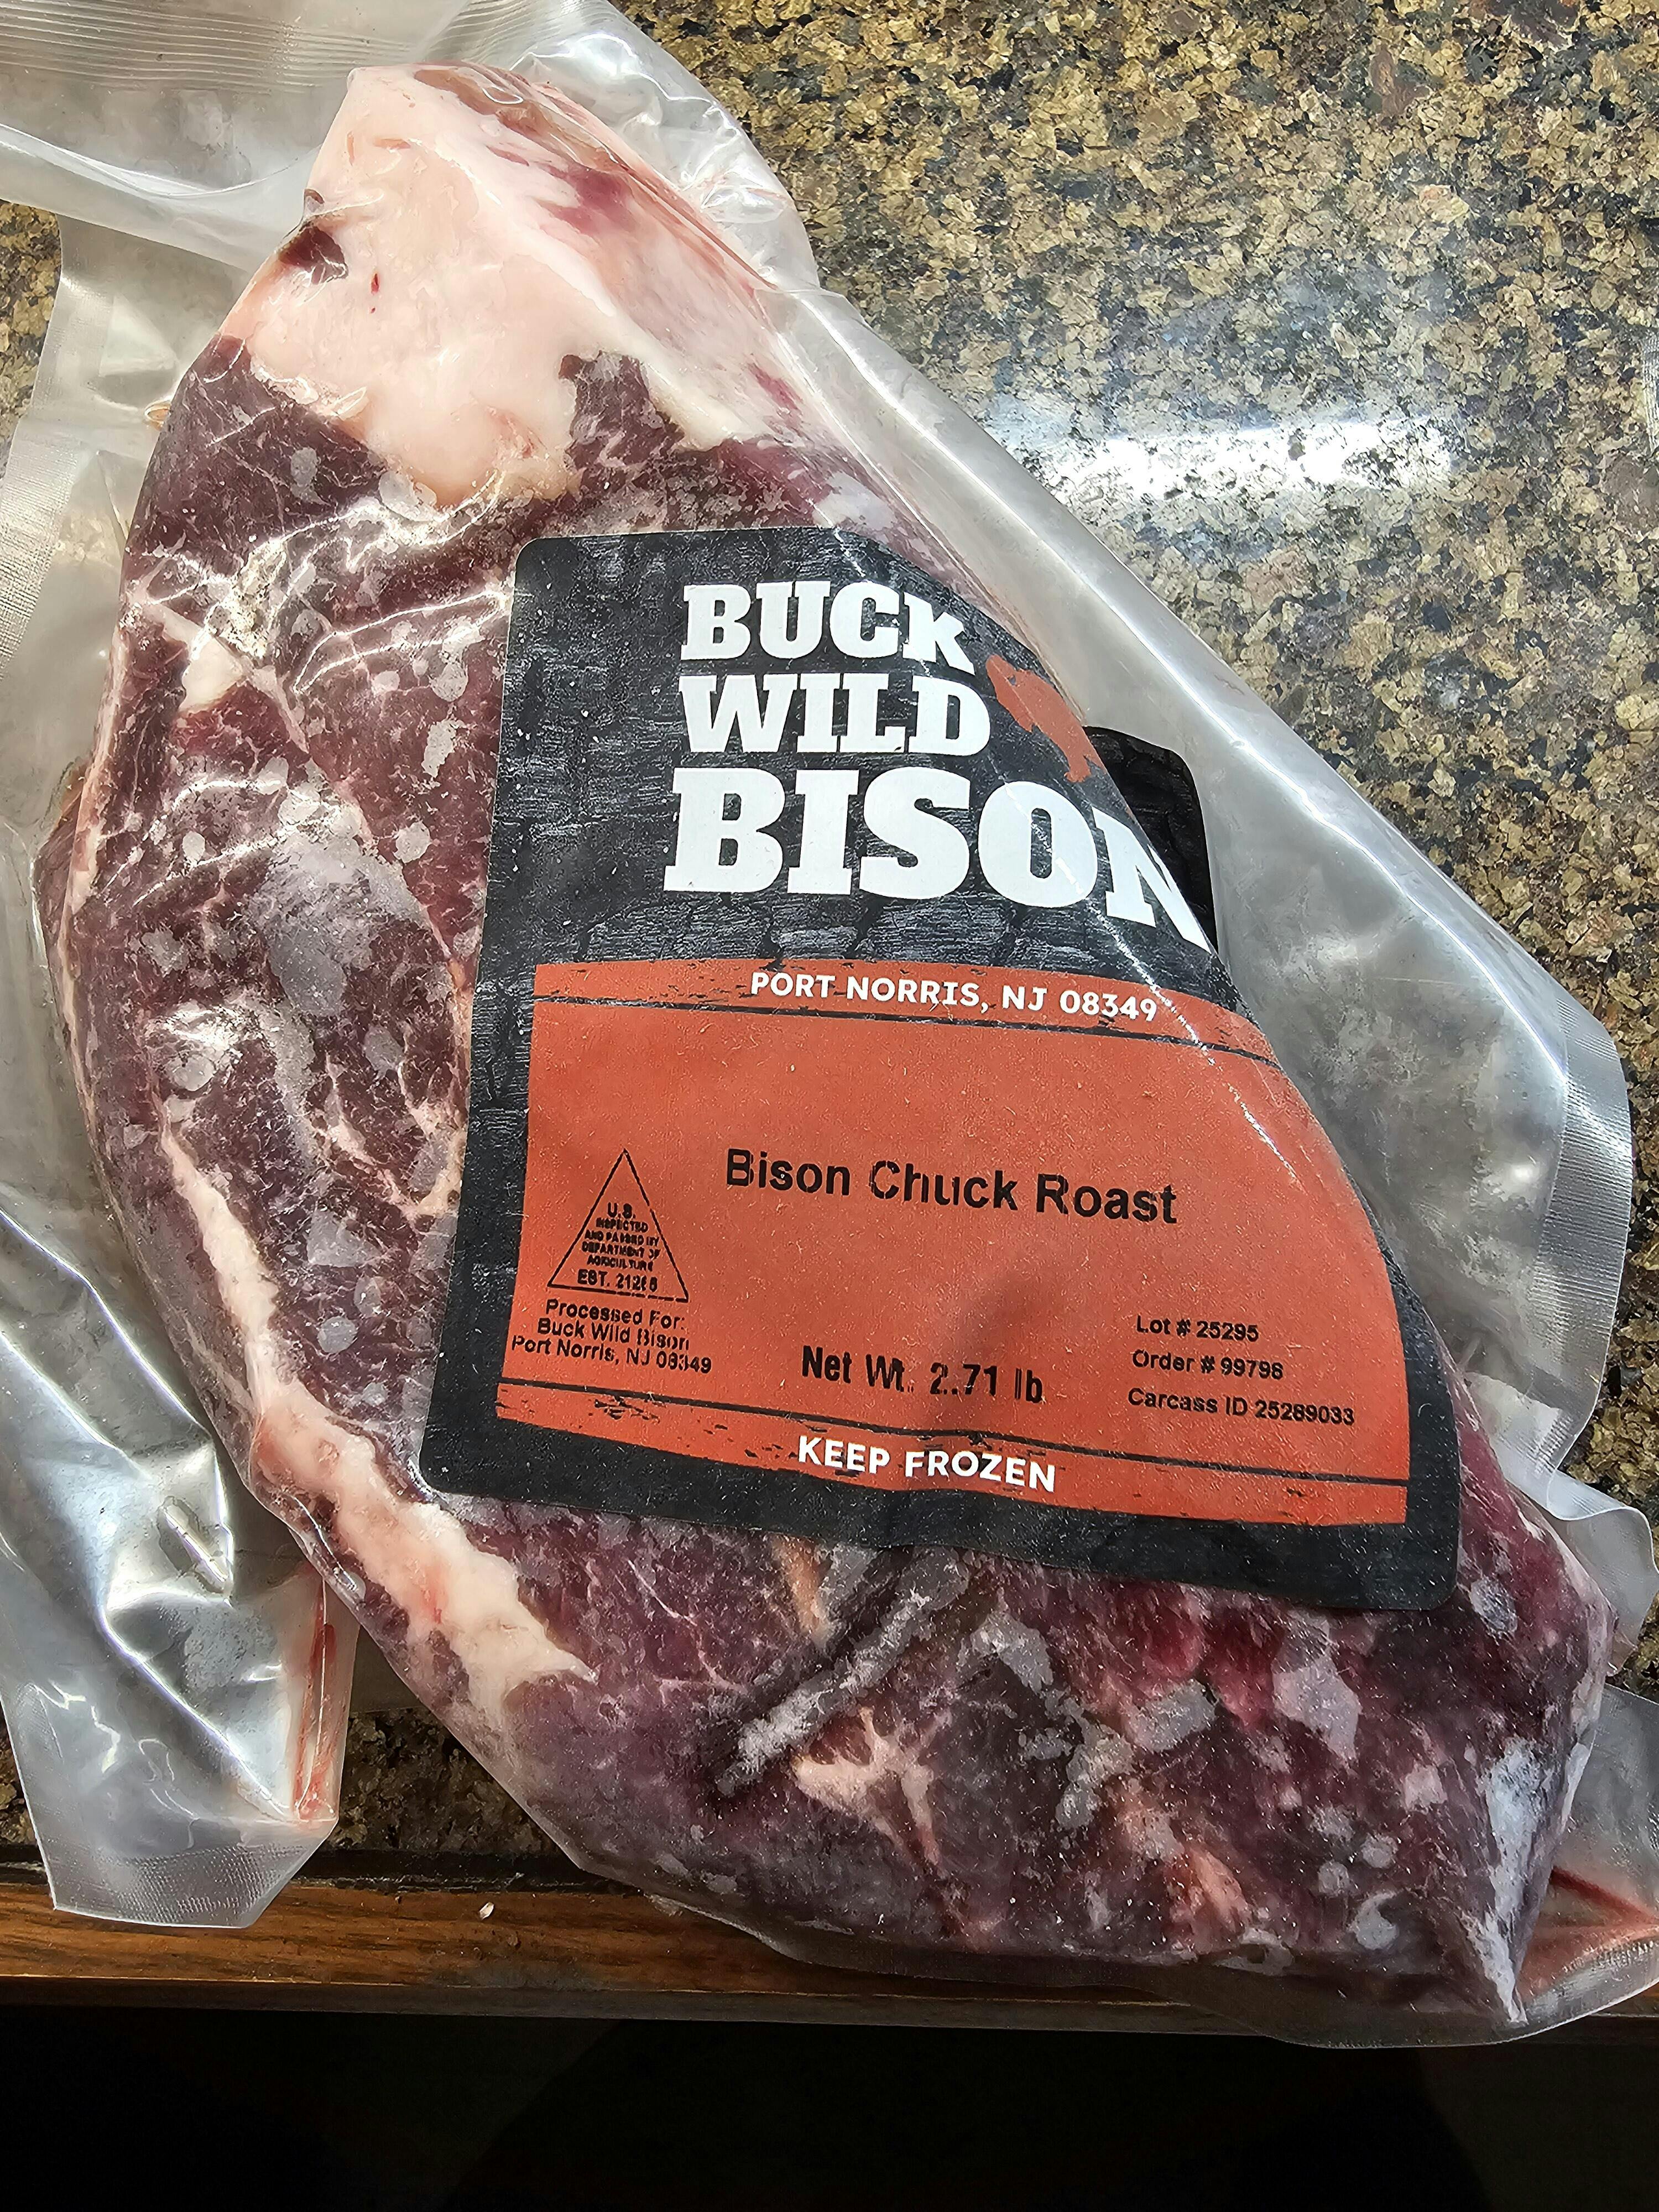 BUCK
WILD
BISON
PORT NORRIS, NJ 08349
Bison Chuck Roast
U.S.
INSPECTED
AND PASSED BY
DEPARTMENT OF
AGRICULTURE
EST.
Processed For:
Buck Wild Bison
Port Norris, NJ 08349
Net Wt. 2.71 lb
Lot # 25295
Order # 99798
Carcass ID 25289033
KEEP FROZEN